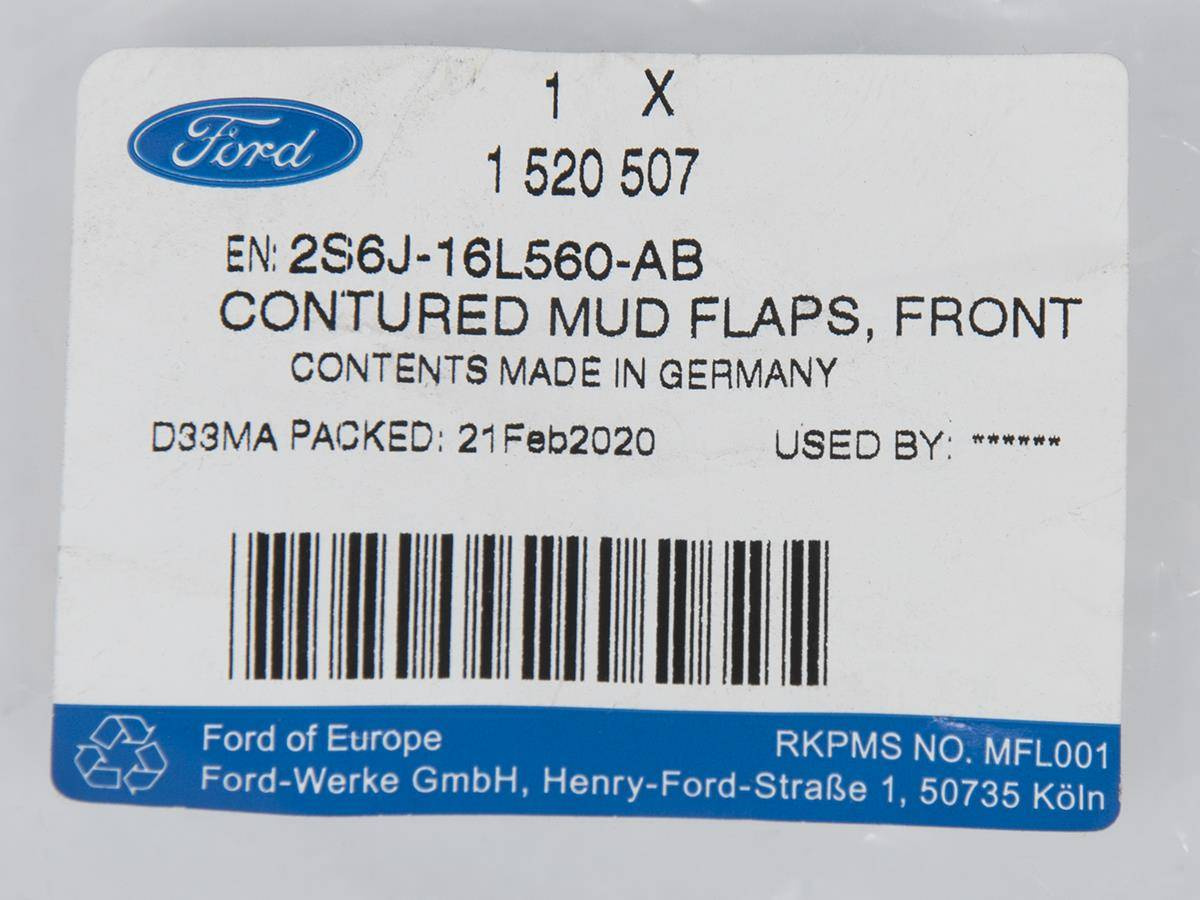 Ford
1 X
1 520 507
EN: 2S6J-16L560-AB
CONTURED MUD FLAPS, FRONT
CONTENTS MADE IN GERMANY
D33MA PACKED: 21Feb2020 USED BY: ******
Ford of Europe RKPMS NO. MFL001
Ford-Werke GmbH, Henry-Ford-Straße 1, 50735 Köln